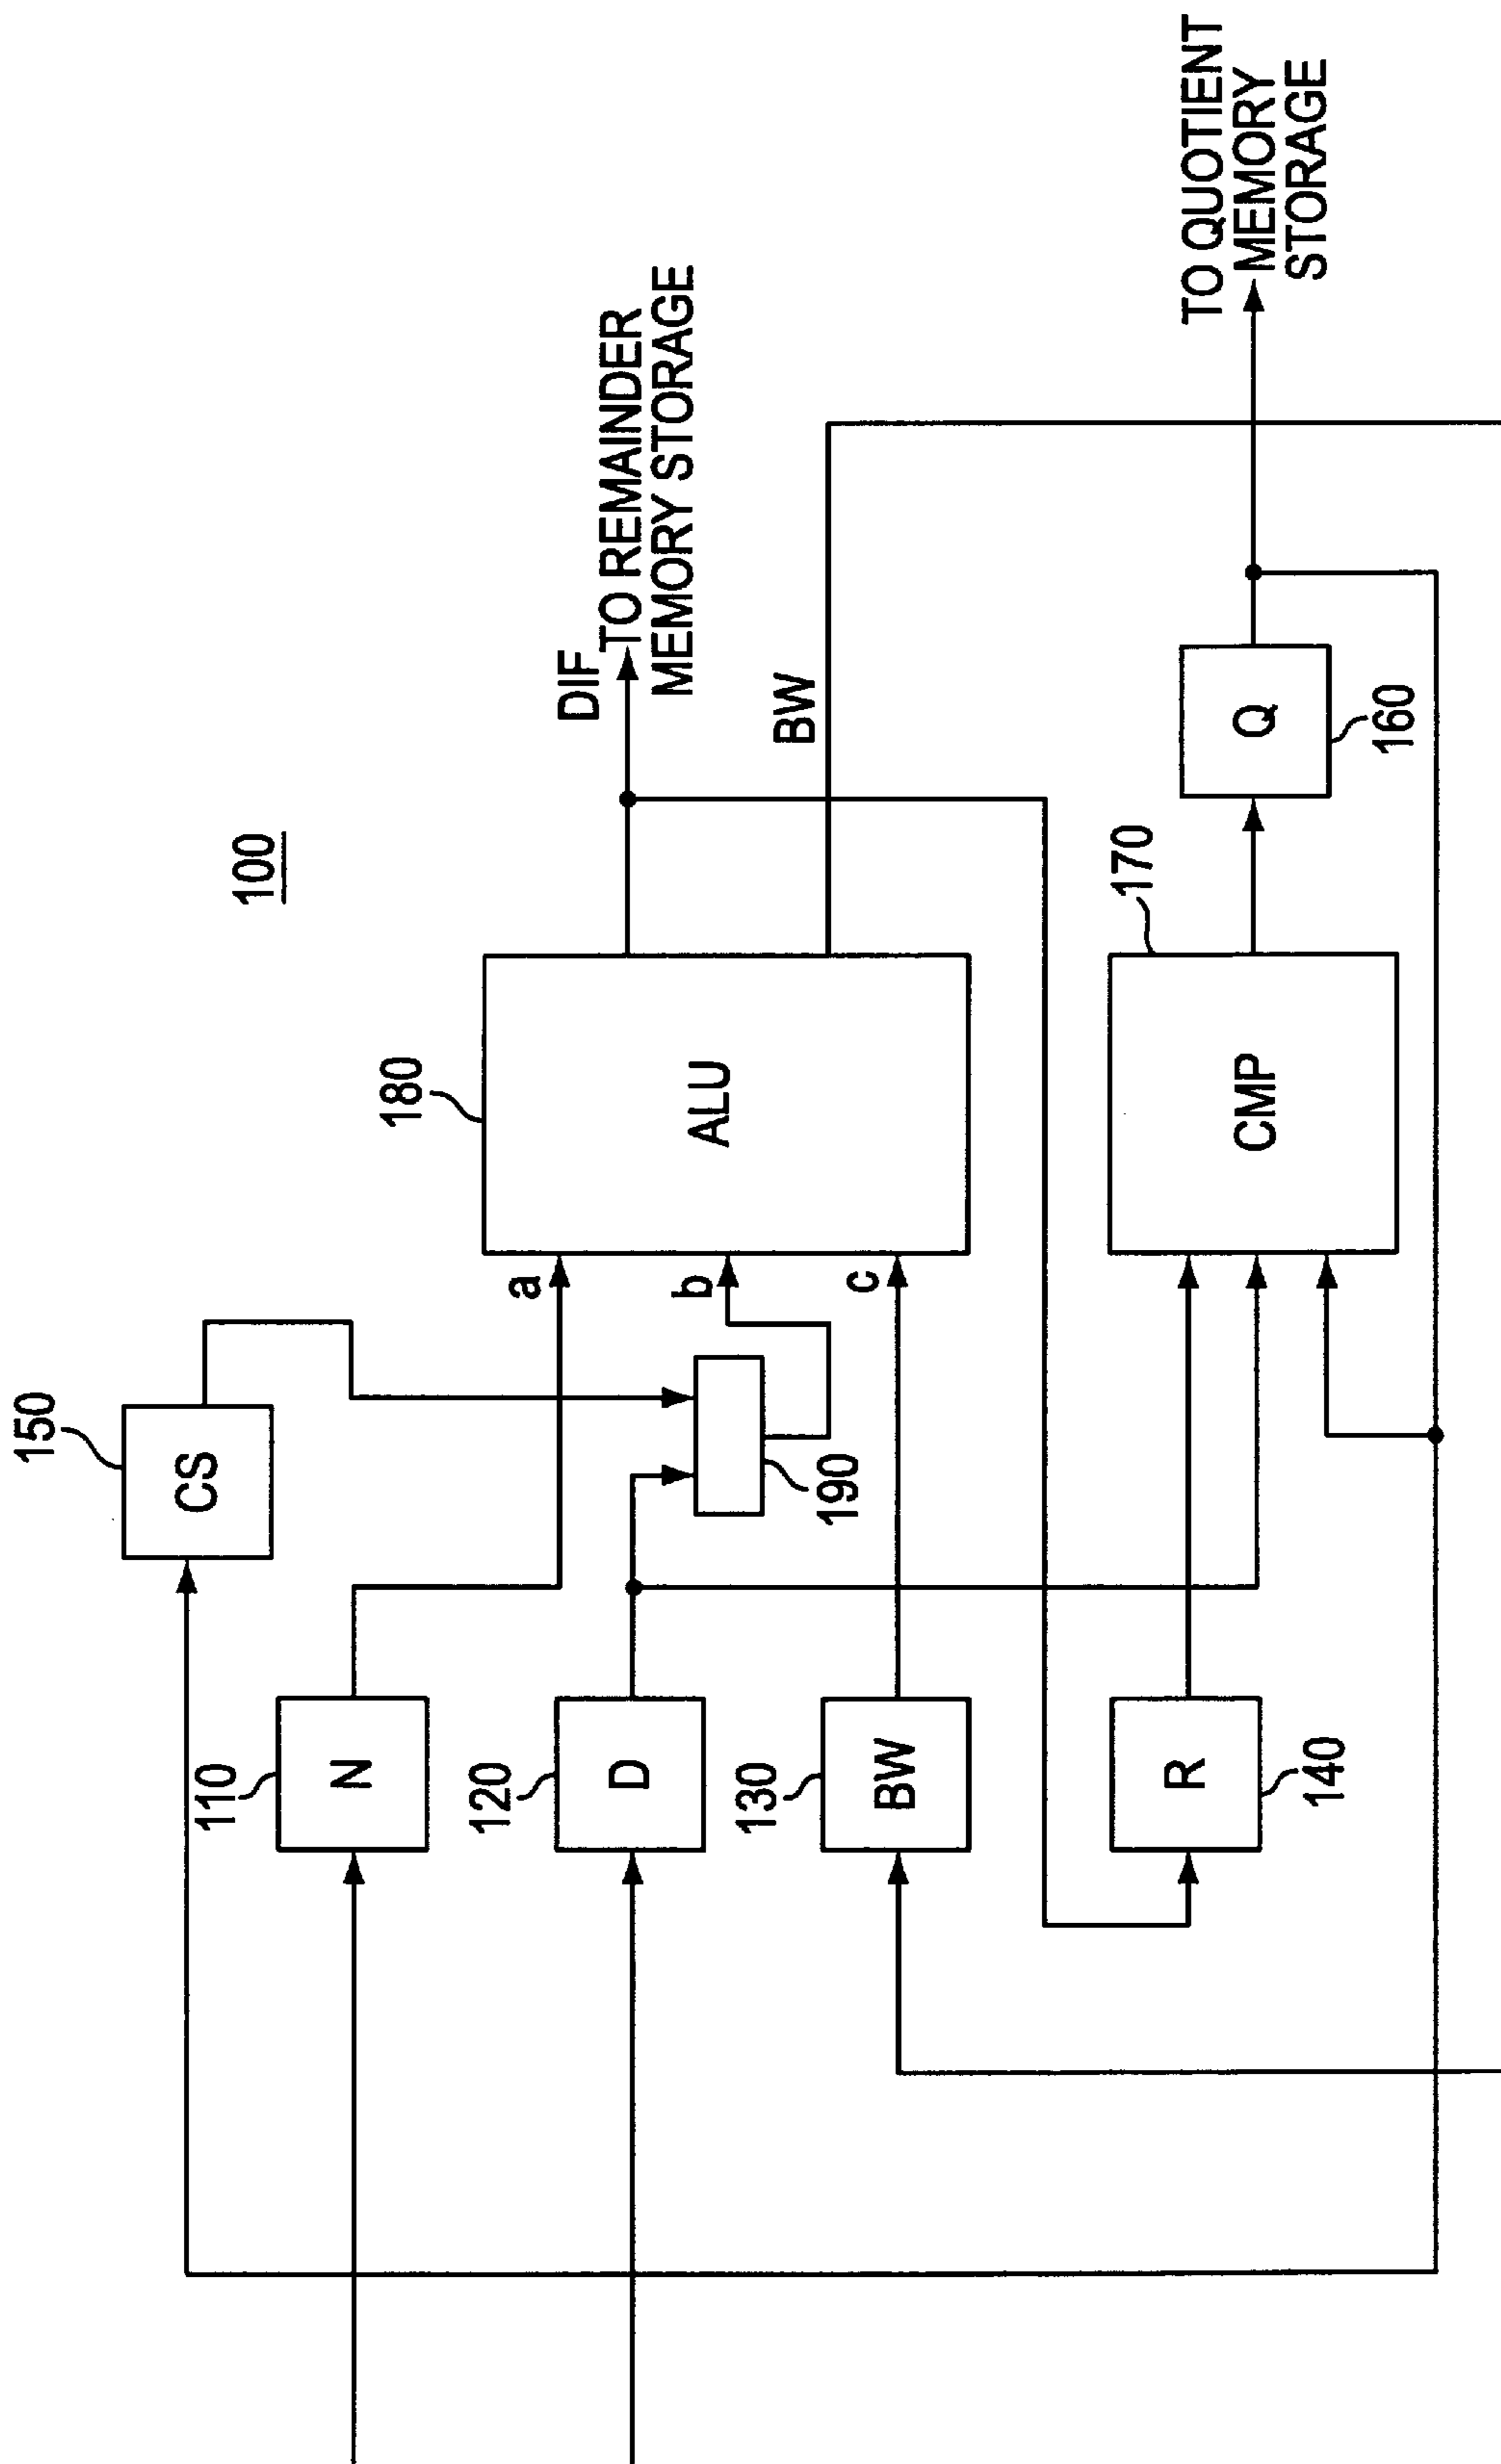 100
150
CS
110
N
180
a
ALU
DIF
TO REMAINDER
MEMORY STORAGE
120
D
190
b
BW
130
BW
c
170
CMP
Q
160
TO QUOTIENT
MEMORY
STORAGE
R
140